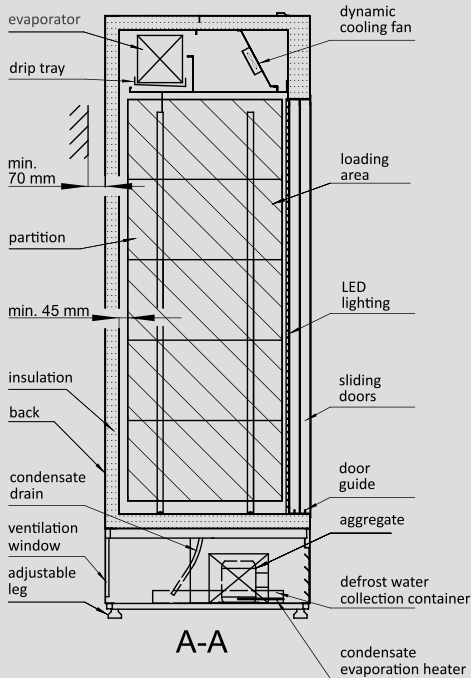 evaporator
drip tray
min.
70 mm
partition
min. 45 mm
insulation
back
condensate
drain
ventilation
window
adjustable
leg
dynamic
cooling fan
loading
area
LED
lighting
sliding
doors
door
guide
aggregate
defrost water
collection container
condensate
evaporation heater
A-A